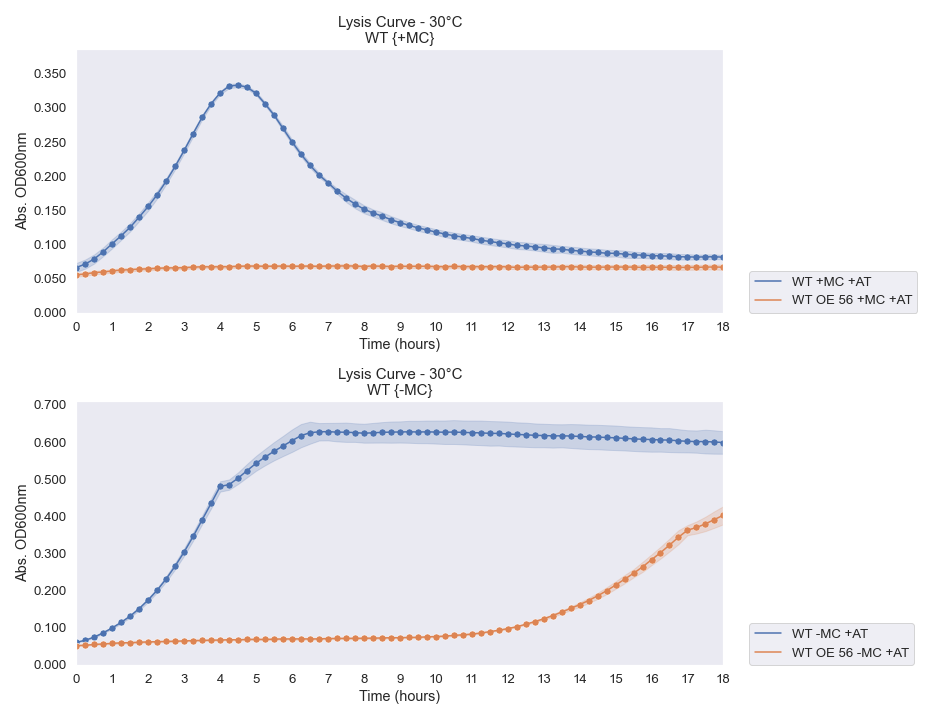 Lysis Curve - 30°C
WT {+MC}
Abs. OD600nm
0.350
0.300
0.250
0.200
0.150
0.100
0.050
0.000
0 1 2 3 4 5 6 7 8 9 10 11 12 13 14 15 16 17 18
Time (hours)
WT +MC +AT
WT OE 56 +MC +AT
Lysis Curve - 30°C
WT {-MC}
Abs. OD600nm
0.700
0.600
0.500
0.400
0.300
0.200
0.100
0.000
0 1 2 3 4 5 6 7 8 9 10 11 12 13 14 15 16 17 18
Time (hours)
WT -MC +AT
WT OE 56 -MC +AT